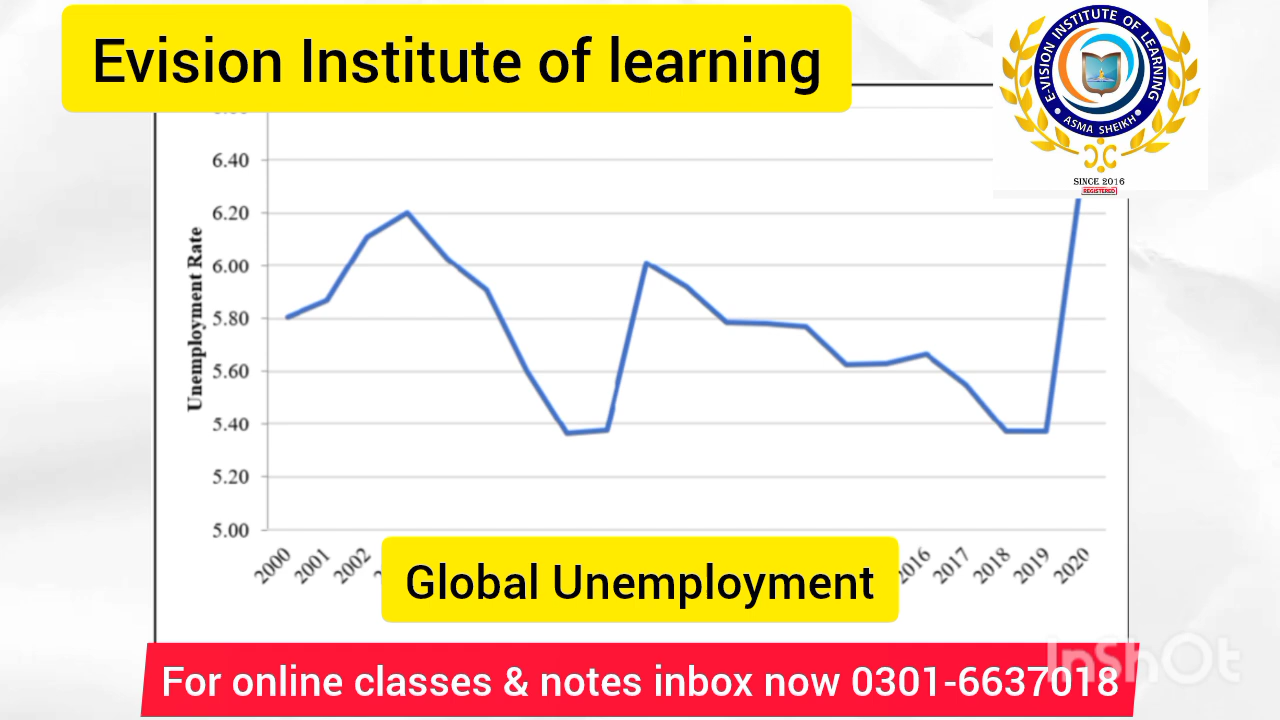 Evision Institute of learning
E-VISION INSTITUTE OF LEARNING
ASMA SHEIKH
SINCE 2016
REGISTERED
6.40
6.20
6.00
5.80
5.60
5.40
5.20
5.00
Unemployment Rate
2000 2001 2002 2016 2017 2018 2019 2020
Global Unemployment
For online classes & notes inbox now 0301-6637018
InShOt